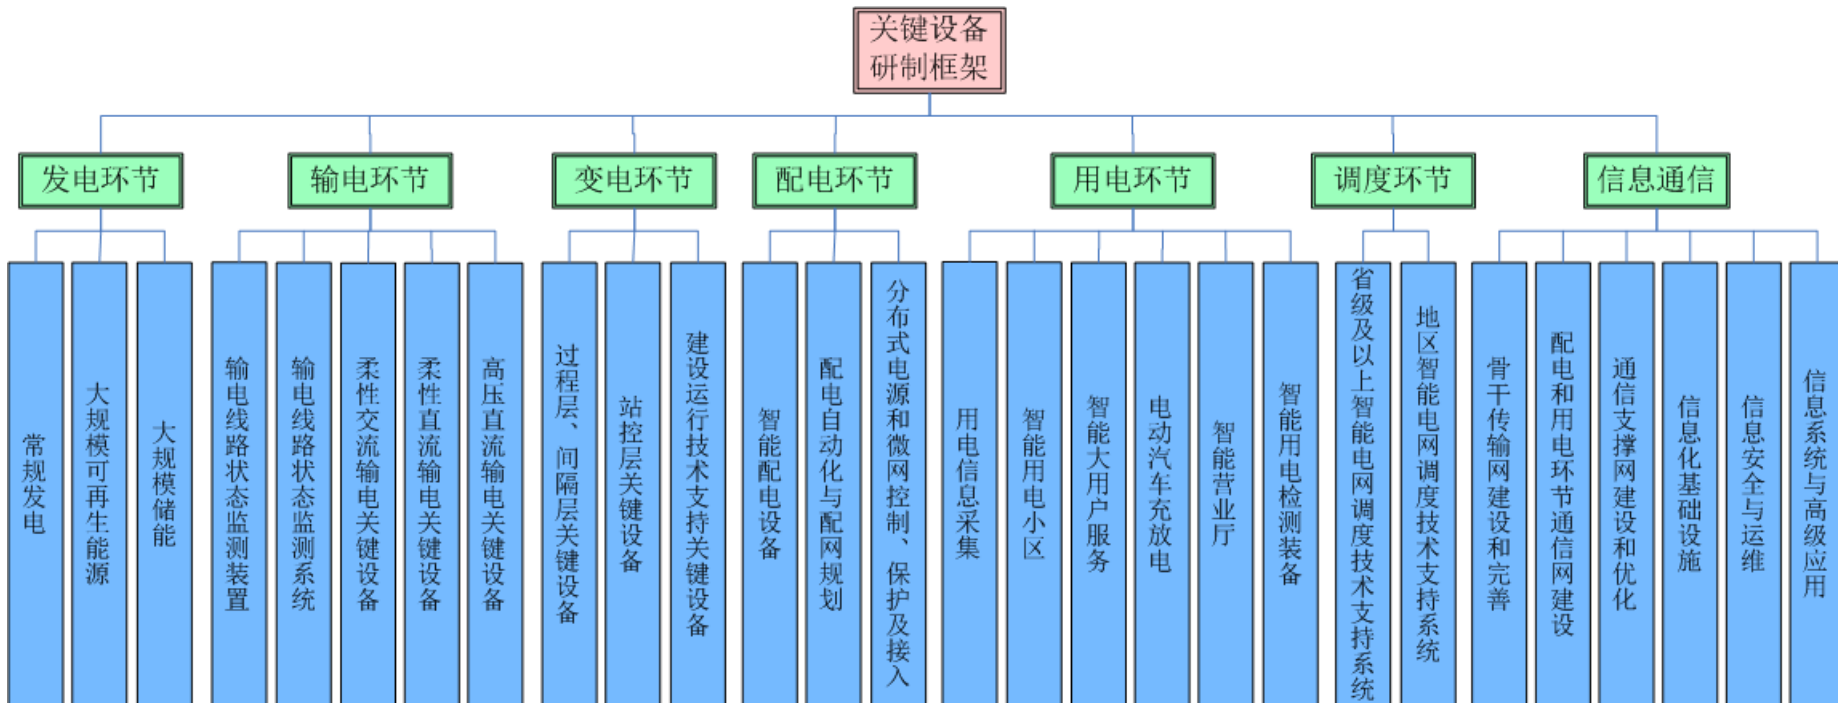 关键设备
研制框架
发电环节
输电环节
变电环节
配电环节
用电环节
调度环节
信息通信
常规发电
大规模可再生能源
大规模储能
输电线路状态监测装置
输电线路状态监测系统
柔性交流输电关键设备
柔性直流输电关键设备
高压直流输电关键设备
过程层、间隔层关键设备
站控层关键设备
建设运行技术支持关键设备
智能配电设备
配电自动化与配网规划
分布式电源和微网控制、保护及接入
用电信息采集
智能用电小区
智能大用户服务
电动汽车充放电
智能营业厅
智能用电检测装备
省级及以上智能电网调度技术支持系统
地区智能电网调度技术支持系统
骨干传输网建设和完善
配电和用电环节通信网建设
通信支撑网建设和优化
信息化基础设施
信息安全与运维
信息系统与高级应用